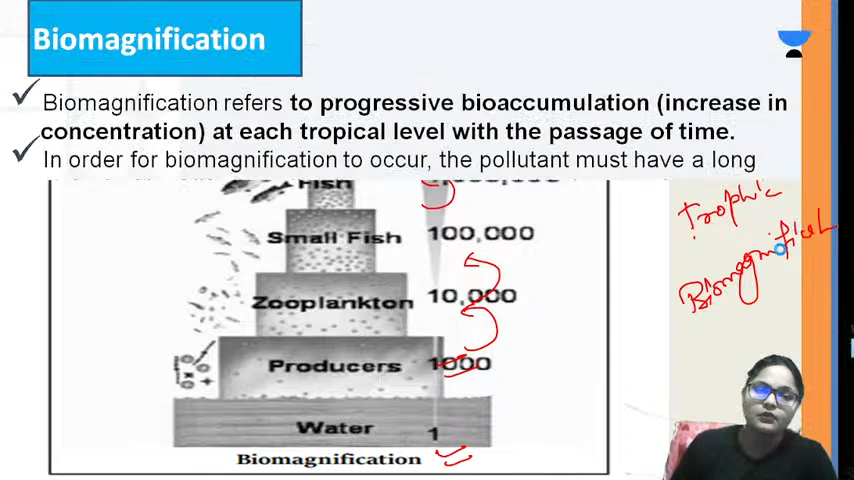 Biomagnification
Biomagnification refers to progressive bioaccumulation (increase in
concentration) at each tropical level with the passage of time.
In order for biomagnification to occur, the pollutant must have a long
Fish
Trophic
Small Fish 100,000
Biomagnification
Zooplankton 10,000
Producers 1000
Water 1
Biomagnification